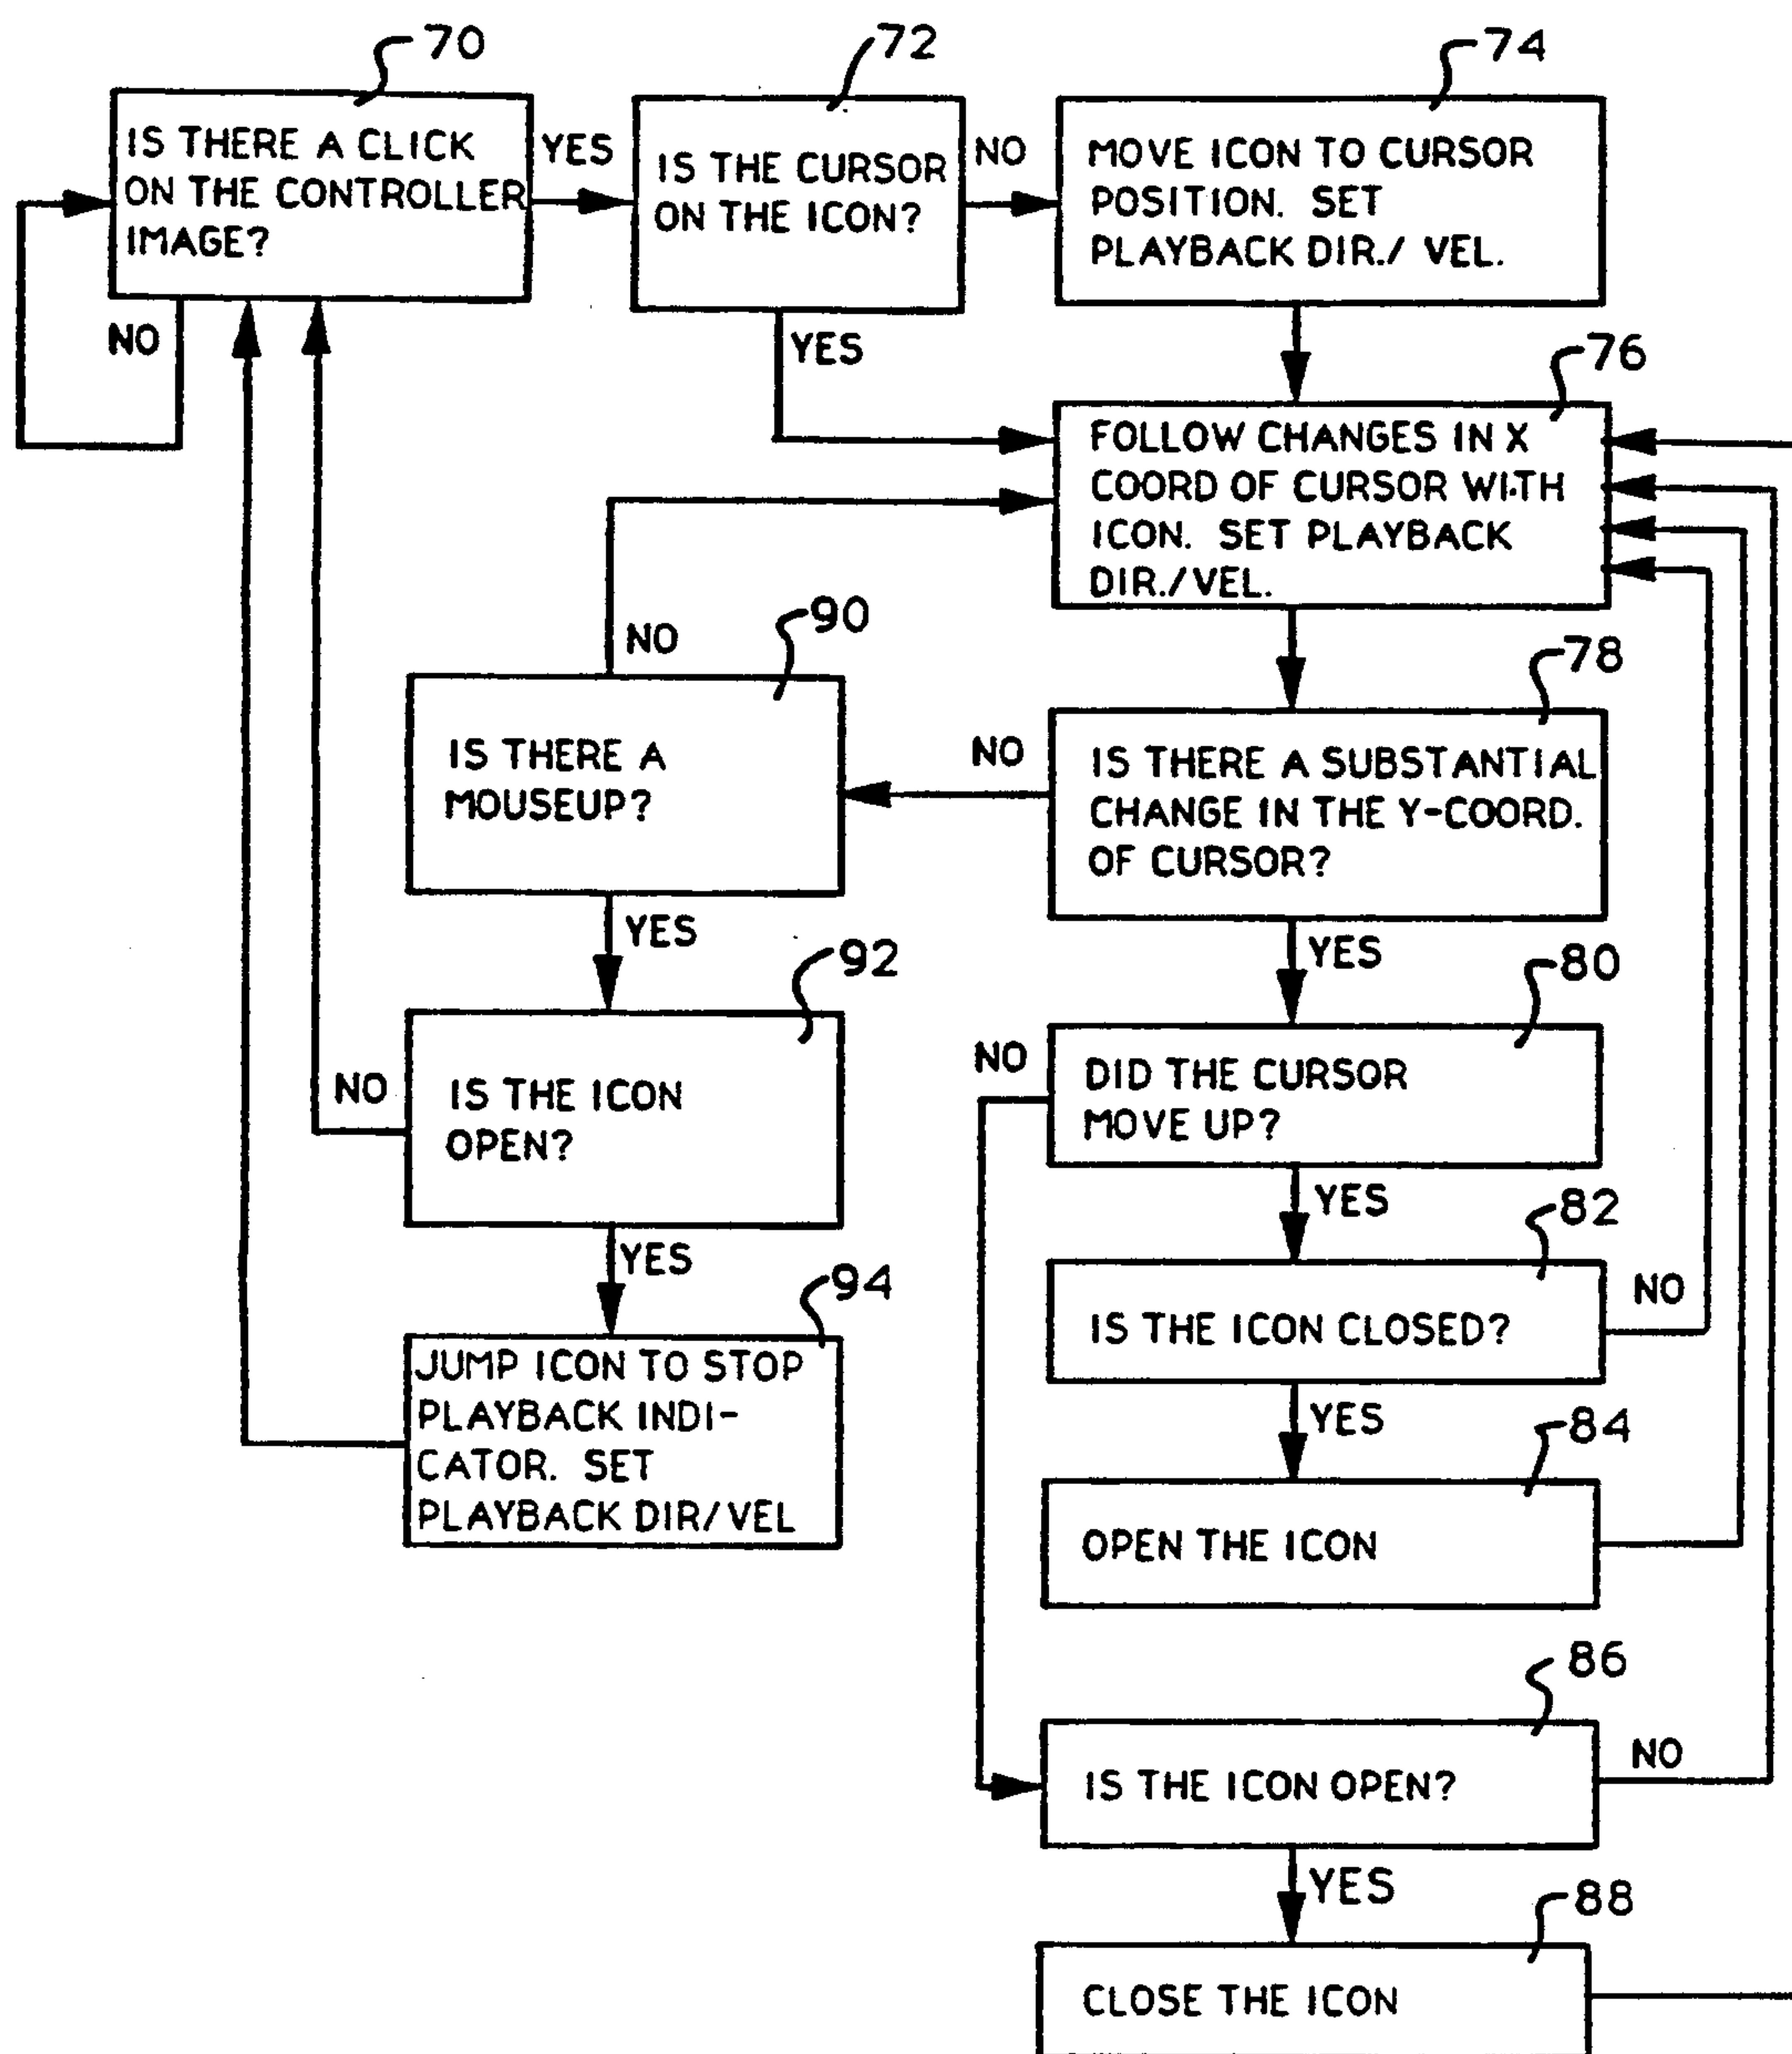 70
IS THERE A CLICK
ON THE CONTROLLER
IMAGE?
YES
NO
72
IS THE CURSOR
ON THE ICON?
NO
YES
74
MOVE ICON TO CURSOR
POSITION. SET
PLAYBACK DIR./ VEL.
76
FOLLOW CHANGES IN X
COORD OF CURSOR WITH
ICON. SET PLAYBACK
DIR./VEL.
78
IS THERE A SUBSTANTIAL
CHANGE IN THE Y-COORD.
OF CURSOR?
NO
YES
90
NO
IS THERE A
MOUSEUP?
YES
92
IS THE ICON
OPEN?
NO
YES
94
JUMP ICON TO STOP
PLAYBACK INDI-
CATOR. SET
PLAYBACK DIR/VEL
80
DID THE CURSOR
MOVE UP?
NO
YES
82
IS THE ICON CLOSED?
NO
YES
84
OPEN THE ICON
86
IS THE ICON OPEN?
NO
YES
88
CLOSE THE ICON